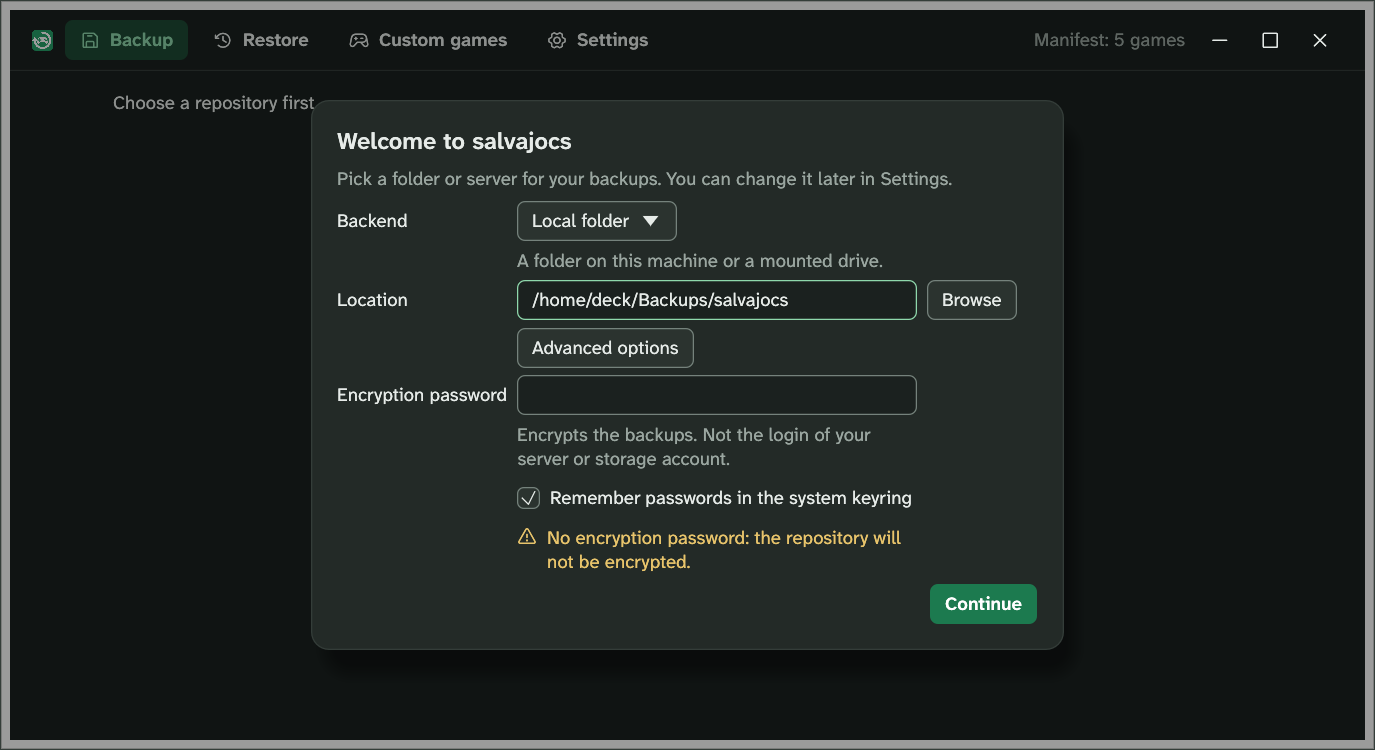 Backup
Restore
Custom games
Settings
Manifest: 5 games
Choose a repository first
Welcome to salvajocs
Pick a folder or server for your backups. You can change it later in Settings.
Backend
Local folder
A folder on this machine or a mounted drive.
Location
/home/deck/Backups/salvajocs
Browse
Advanced options
Encryption password
Encrypts the backups. Not the login of your
server or storage account.
Remember passwords in the system keyring
No encryption password: the repository will
not be encrypted.
Continue